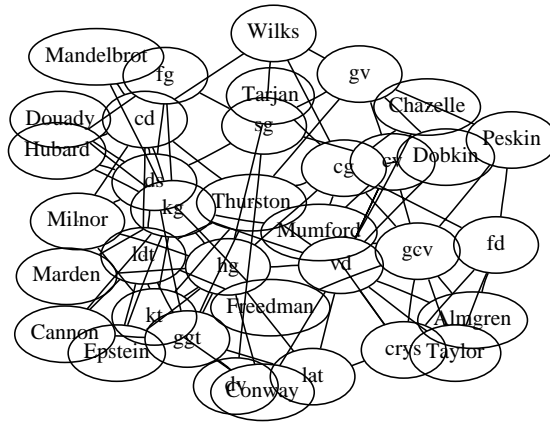 Wilks
Mandelbrot
fg
gv
Tarjan
Chazelle
Douady
cd
sg
Peskin
Hubard
cg
cv
Dobkin
ds
Thurston
kg
Milnor
Mumford
gcv
fd
ldt
hg
vd
Marden
Freedman
Almgren
kt
Cannon
ggt
Epstein
crys
Taylor
lat
dv
Conway